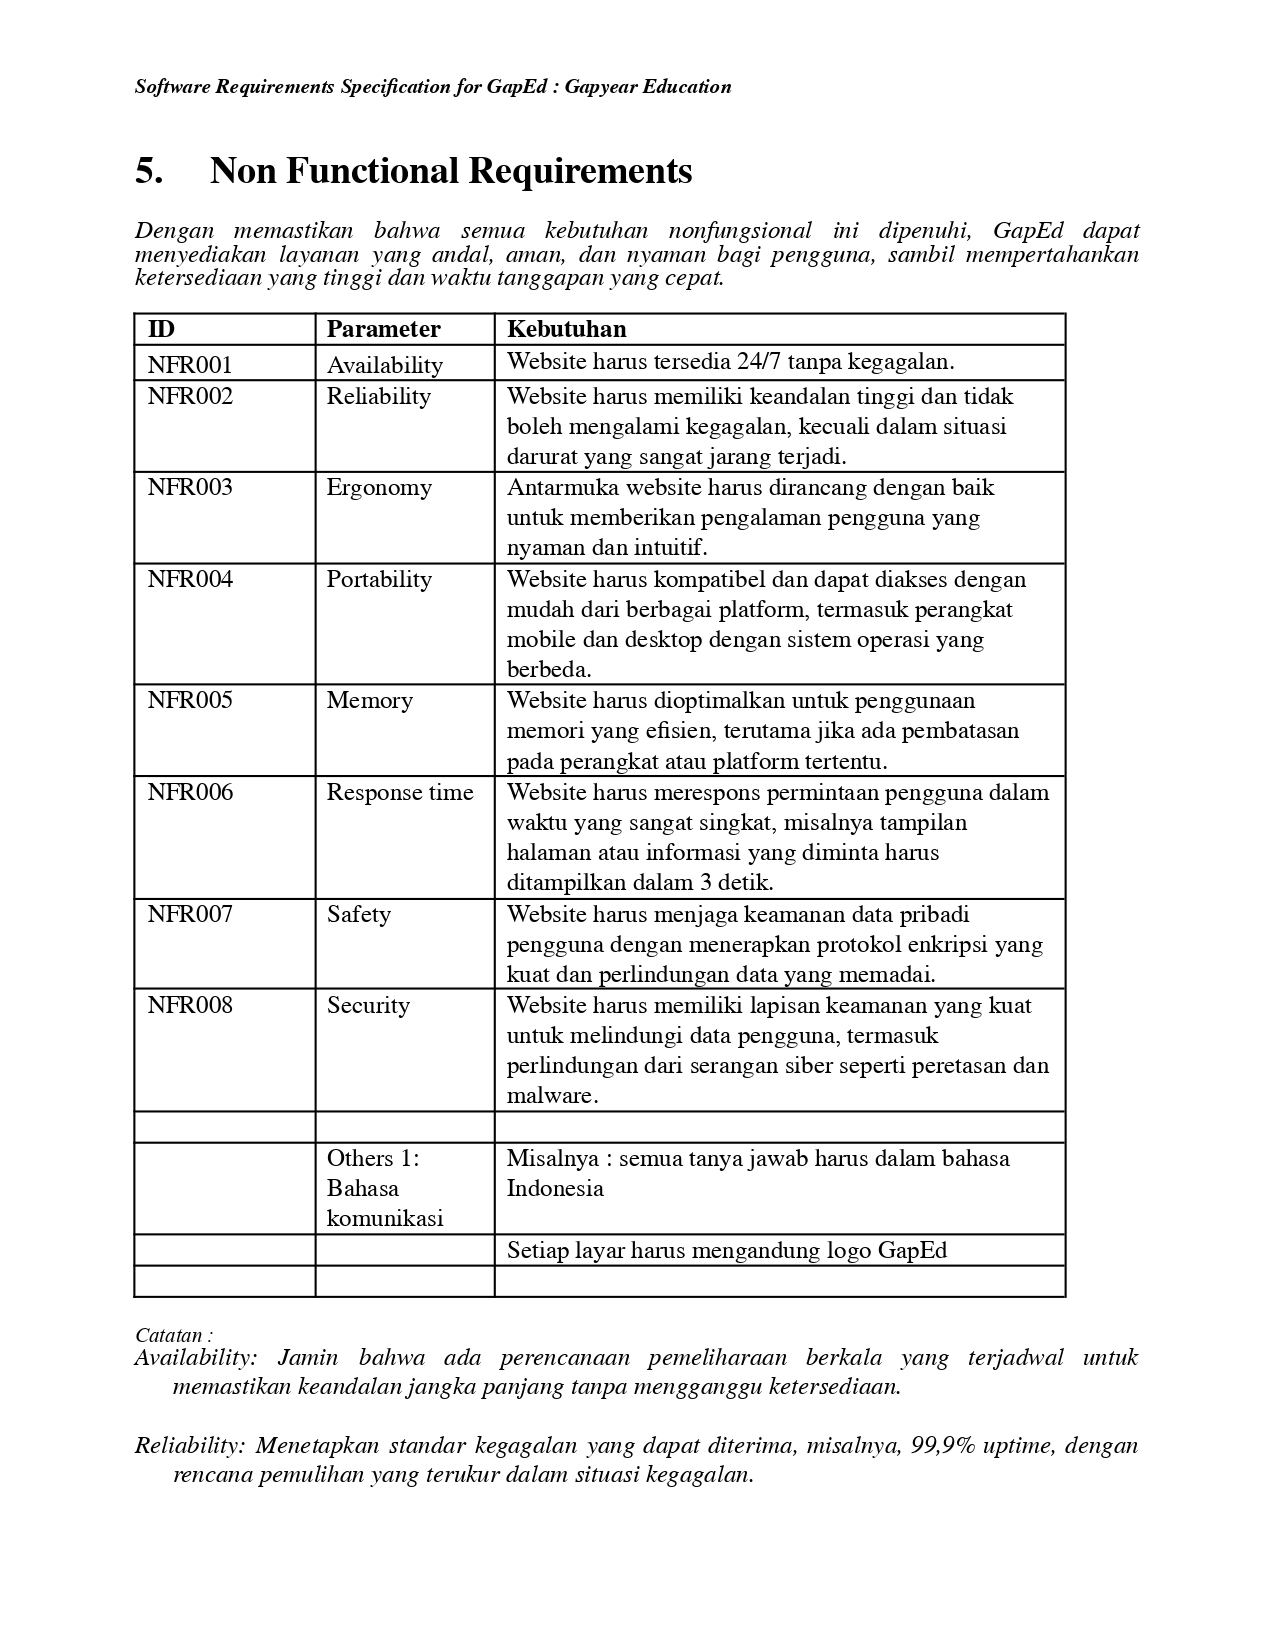 Software Requirements Specification for GapEd : Gapyear Education
5. Non Functional Requirements
Dengan memastikan bahwa semua kebutuhan nonfungsional ini dipenuhi, GapEd dapat
menyediakan layanan yang andal, aman, dan nyaman bagi pengguna, sambil mempertahankan
ketersediaan yang tinggi dan waktu tanggapan yang cepat.
ID Parameter Kebutuhan
NFR001 Availability Website harus tersedia 24/7 tanpa kegagalan.
NFR002 Reliability Website harus memiliki keandalan tinggi dan tidak
boleh mengalami kegagalan, kecuali dalam situasi
darurat yang sangat jarang terjadi.
NFR003 Ergonomy Antarmuka website harus dirancang dengan baik
untuk memberikan pengalaman pengguna yang
nyaman dan intuitif.
NFR004 Portability Website harus kompatibel dan dapat diakses dengan
mudah dari berbagai platform, termasuk perangkat
mobile dan desktop dengan sistem operasi yang
berbeda.
NFR005 Memory Website harus dioptimalkan untuk penggunaan
memori yang efisien, terutama jika ada pembatasan
pada perangkat atau platform tertentu.
NFR006 Response time Website harus merespons permintaan pengguna dalam
waktu yang sangat singkat, misalnya tampilan
halaman atau informasi yang diminta harus
ditampilkan dalam 3 detik.
NFR007 Safety Website harus menjaga keamanan data pribadi
pengguna dengan menerapkan protokol enkripsi yang
kuat dan perlindungan data yang memadai.
NFR008 Security Website harus memiliki lapisan keamanan yang kuat
untuk melindungi data pengguna, termasuk
perlindungan dari serangan siber seperti peretasan dan
malware.
Others 1: Misalnya : semua tanya jawab harus dalam bahasa
Bahasa Indonesia
komunikasi
Setiap layar harus mengandung logo GapEd
Catatan :
Availability: Jamin bahwa ada perencanaan pemeliharaan berkala yang terjadwal untuk
memastikan keandalan jangka panjang tanpa mengganggu ketersediaan.
Reliability: Menetapkan standar kegagalan yang dapat diterima, misalnya, 99,9% uptime, dengan
rencana pemulihan yang terukur dalam situasi kegagalan.